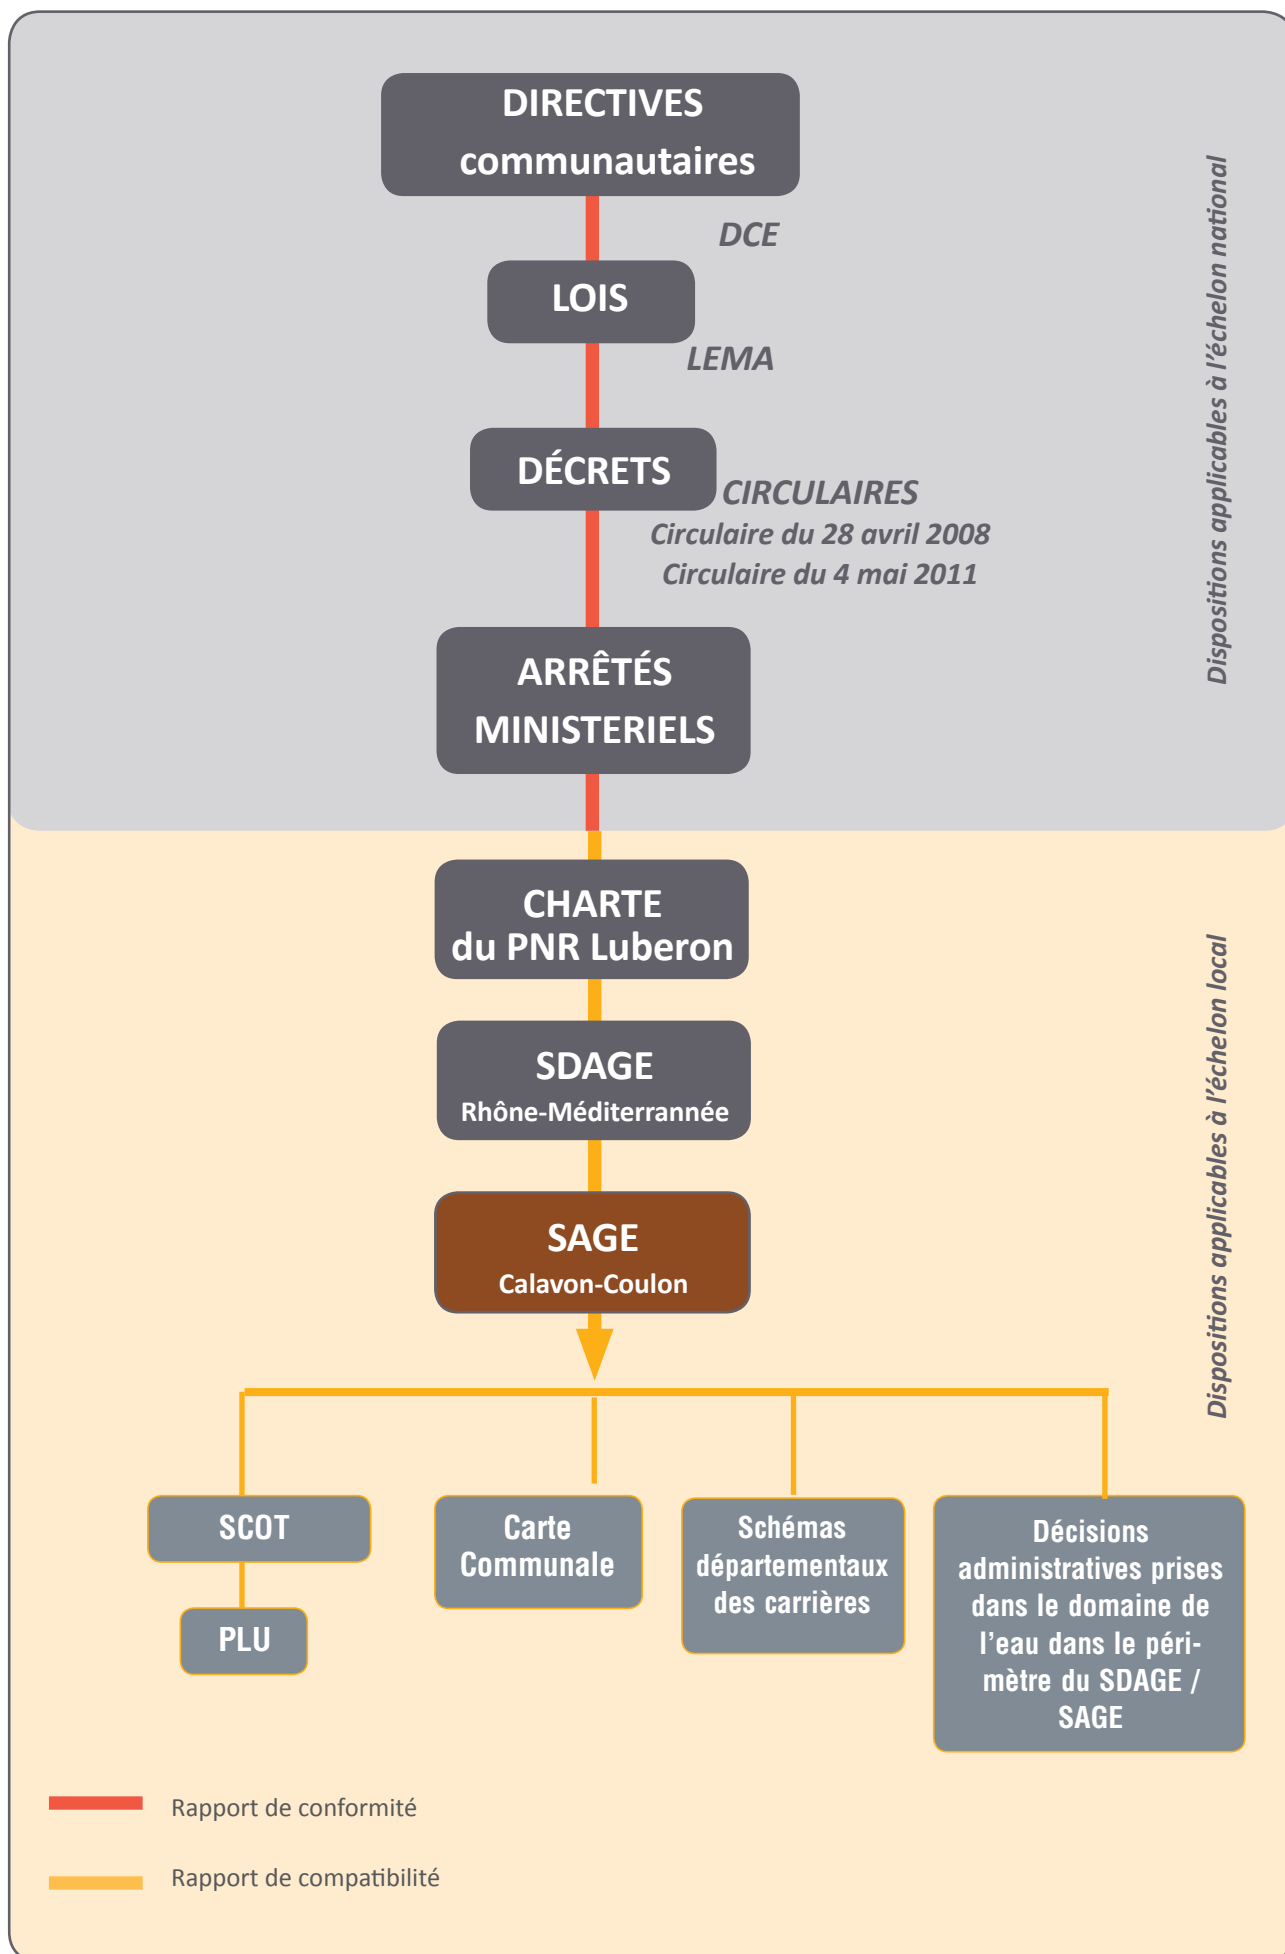 DIRECTIVES
communautaires
DCE
LOIS
LEMA
DÉCRETS
CIRCULAIRES
Circulaire du 28 avril 2008
Circulaire du 4 mai 2011
ARRÊTÉS
MINISTERIELS
Dispositions applicables à l'échelon national
CHARTE
du PNR Luberon
SDAGE
Rhône-Méditerrannée
SAGE
Calavon-Coulon
Dispositions applicables à l'échelon local
SCOT
PLU
Carte
Communale
Schémas
départementaux
des carrières
Décisions
administratives prises
dans le domaine de
l'eau dans le péri-
mètre du SDAGE /
SAGE
Rapport de conformité
Rapport de compatibilité